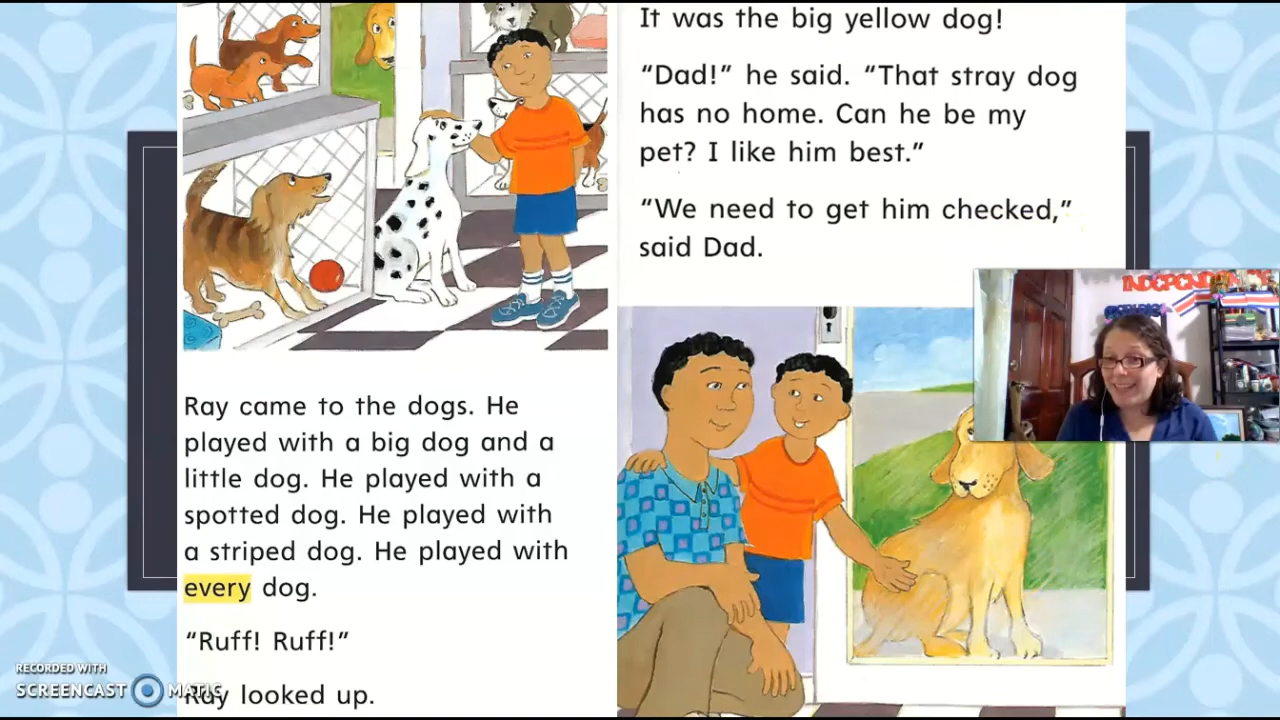 Ray came to the dogs. He
played with a big dog and a
little dog. He played with a
spotted dog. He played with
a striped dog. He played with
every dog.
“Ruff! Ruff!”
Ray looked up.
It was the big yellow dog!
“Dad!” he said. “That stray dog
has no home. Can he be my
pet? I like him best.”
“We need to get him checked,”
said Dad.
RECORDED WITH
SCREENCAST MATIC